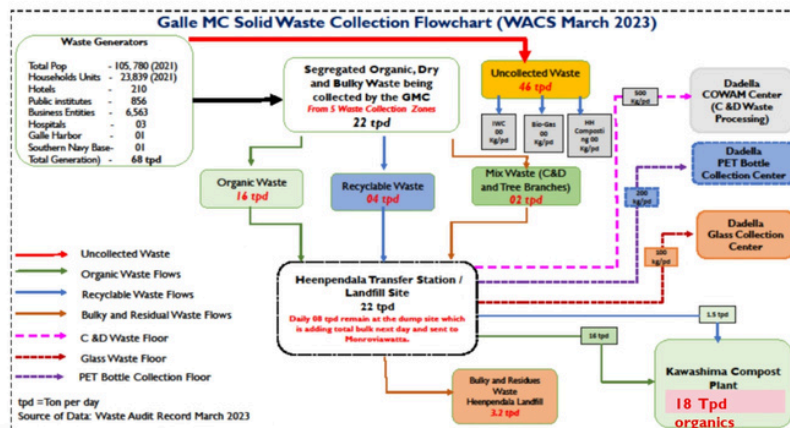 Galle MC Solid Waste Collection Flowchart (WACS March 2023)
Waste Generators
Total Pop - 105,780 (2021)
Households Units - 23,839 (2021)
Hotels - 210
Public institutes - 856
Business Entities - 6,563
Hospitals - 03
Galle Harbor - 01
Southern Navy Base- 01
Total Generation) - 68 tpd
Segregated Organic, Dry
and Bulky Waste being
collected by the GMC
From 5 Waste Collection Zones
22 tpd
Uncollected Waste
46 tpd
IWC
00
Kg/pd
Bio-Gas
00
Kg/pd
HH
Composti
ng 00
Kg/pd
500
Kg/pd
Dadella
COWAM Center
(C &D Waste
Processing)
Organic Waste
16 tpd
Recyclable Waste
04 tpd
Mix Waste (C&D
and Tree Branches)
02 tpd
200
kg/pd
Dadella
PET Bottle
Collection Center
100
kg/pd
Dadella
Glass Collection
Center
Uncollected Waste
Organic Waste Flows
Recyclable Waste Flows
Bulky and Residual Waste Flows
C &D Waste Floor
Glass Waste Floor
PET Bottle Collection Floor
Heenpendala Transfer Station /
Landfill Site
22 tpd
Daily 08 tpd remain at the dump site which
is adding total bulk next day and sent to
Monroviawatta.
1.5 tpd
16 tpd
Kawashima Compost
Plant
18 Tpd
organics
Bulky and Residues
Waste
Heenpendala Landfill
3.2 tpd
tpd =Ton per day
Source of Data: Waste Audit Record March 2023